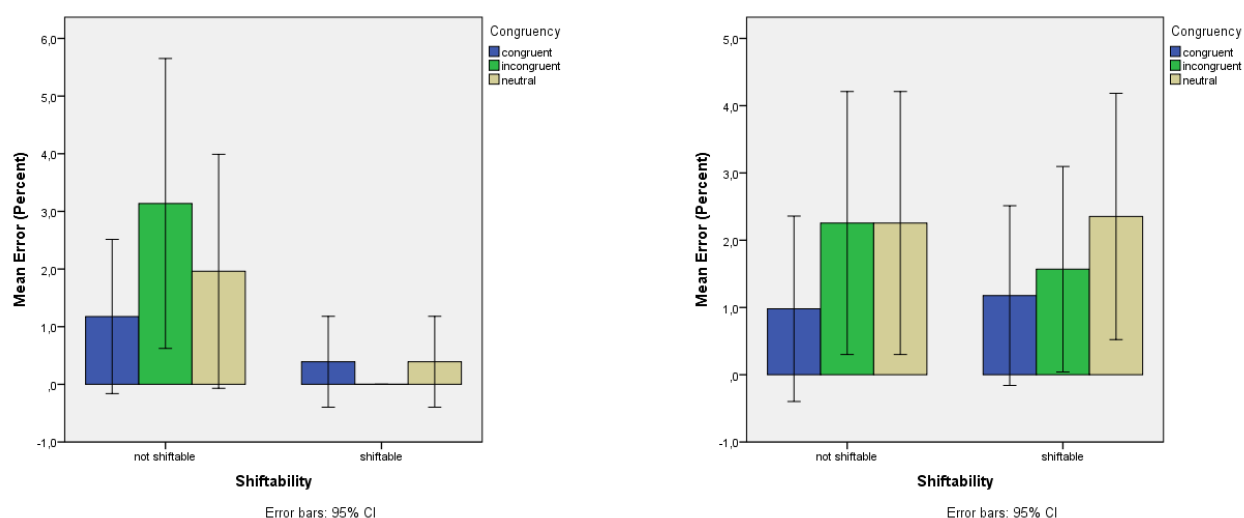 6,0
5,0
4,0
3,0
2,0
1,0
,0
-1,0
Mean Error (Percent)
not shiftable
shiftable
Shiftability
Error bars: 95% CI
Congruency
congruent
incongruent
neutral
5,0
4,0
3,0
2,0
1,0
,0
-1,0
Mean Error (Percent)
not shiftable
shiftable
Shiftability
Error bars: 95% CI
Congruency
congruent
incongruent
neutral